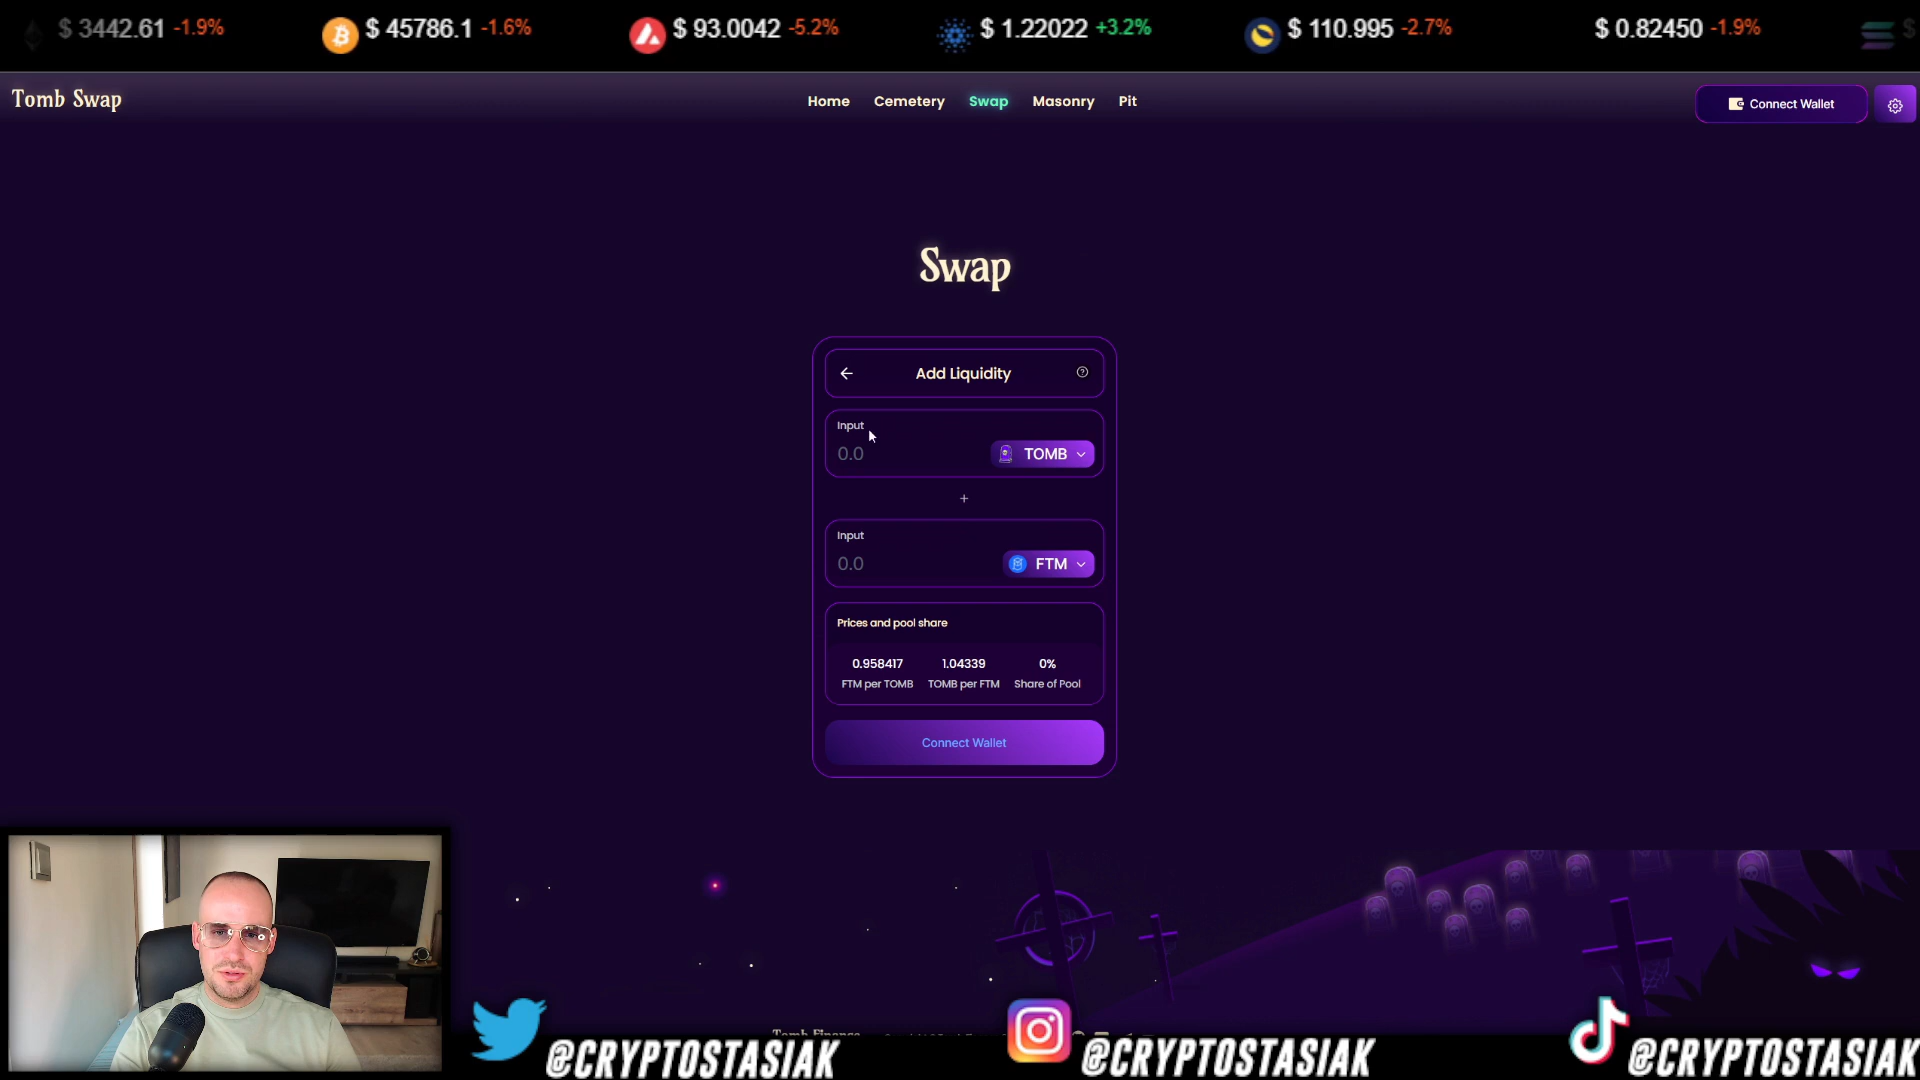 $ 3442.61 -1.9% $ 45786.1 -1.6% $ 93.0042 -5.2% $ 1.22022 +3.2% $ 110.995 -2.7% $ 0.82450 -1.9% $
Tomb Swap
Home Cemetery Swap Masonry Pit
Connect Wallet
Swap
Add Liquidity
Input
0.0 TOMB
+
Input
0.0 FTM
Prices and pool share
0.958417 1.04339 0%
FTM per TOMB TOMB per FTM Share of Pool
Connect Wallet
Tomb Finance
@CRYPTOSTASIAK @CRYPTOSTASIAK @CRYPTOSTASIAK